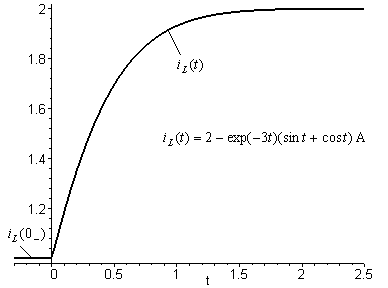 2
1.8
i_L(t)
1.6
i_L(t) = 2 − exp(−3t)(sin t + cos t) A
1.4
1.2
i_L(0_−)
0 0.5 1 1.5 2 2.5
t